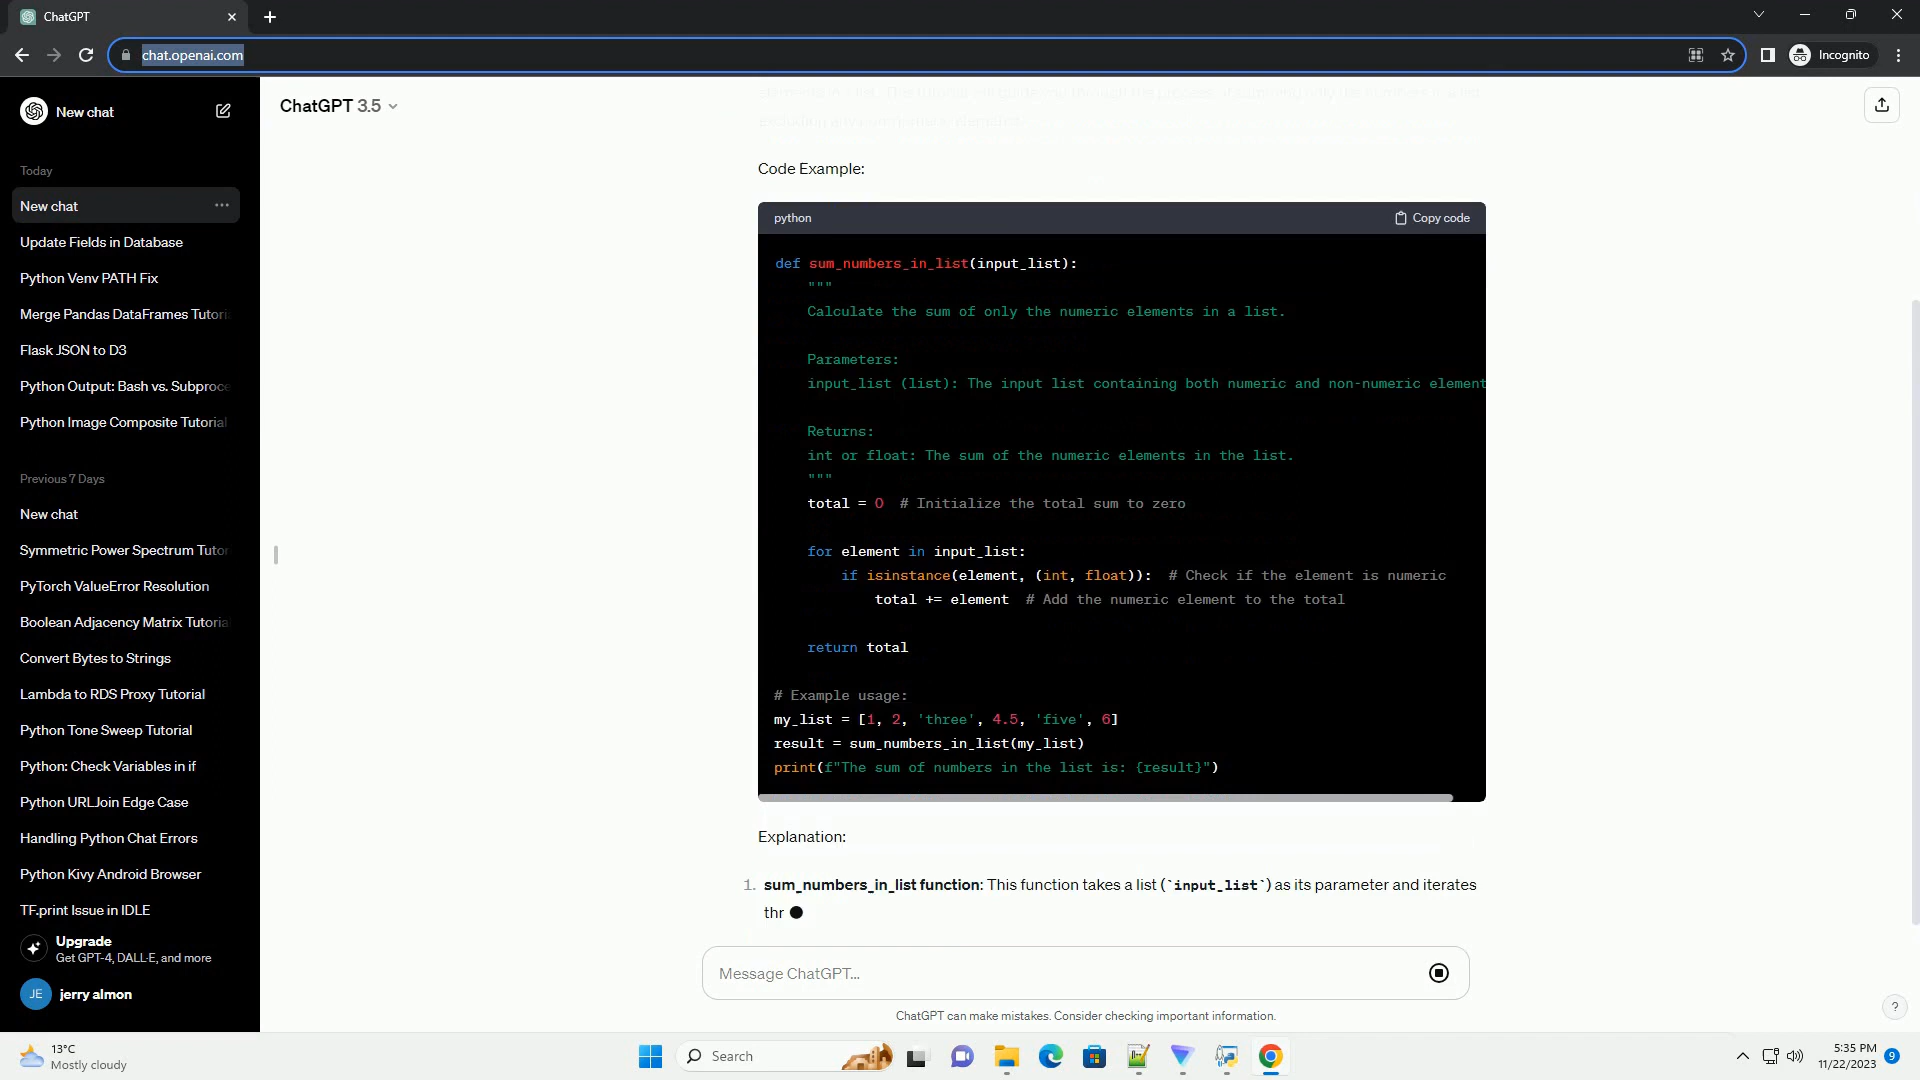 ChatGPT
chat.openai.com
Incognito
New chat
Today
New chat
Update Fields in Database
Python Venv PATH Fix
Merge Pandas DataFrames Tutori
Flask JSON to D3
Python Output: Bash vs. Subproce
Python Image Composite Tutorial
Previous 7 Days
New chat
Symmetric Power Spectrum Tutor
PyTorch ValueError Resolution
Boolean Adjacency Matrix Tutoria
Convert Bytes to Strings
Lambda to RDS Proxy Tutorial
Python Tone Sweep Tutorial
Python: Check Variables in if
Python URLJoin Edge Case
Handling Python Chat Errors
Python Kivy Android Browser
TF.print Issue in IDLE
Upgrade
Get GPT-4, DALL·E, and more
JE jerry almon
ChatGPT 3.5
Code Example:
python Copy code
def sum_numbers_in_list(input_list):
"""
Calculate the sum of only the numeric elements in a list.
Parameters:
input_list (list): The input list containing both numeric and non-numeric element
Returns:
int or float: The sum of the numeric elements in the list.
"""
total = 0 # Initialize the total sum to zero
for element in input_list:
if isinstance(element, (int, float)): # Check if the element is numeric
total += element # Add the numeric element to the total
return total
# Example usage:
my_list = [1, 2, 'three', 4.5, 'five', 6]
result = sum_numbers_in_list(my_list)
print(f"The sum of numbers in the list is: {result}")
Explanation:
1. sum_numbers_in_list function: This function takes a list (`input_list`) as its parameter and iterates
thr
Message ChatGPT...
ChatGPT can make mistakes. Consider checking important information.
?
13°C
Mostly cloudy
Search
5:35 PM
11/22/2023
9